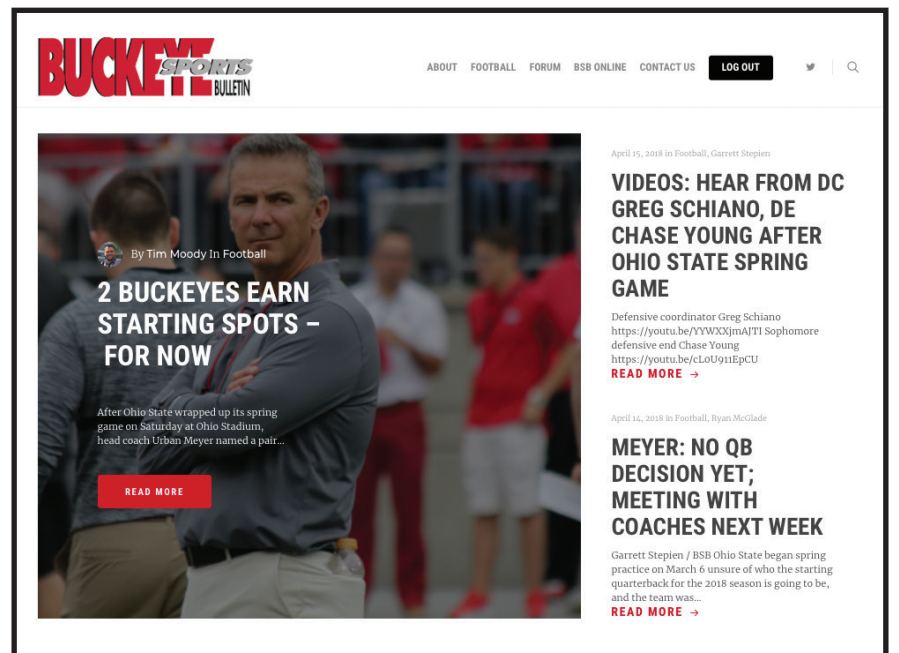 BUCKEYE
SPORTS
BULLETIN
ABOUT FOOTBALL FORUM BSB ONLINE CONTACT US LOG OUT
By Tim Moody In Football
2 BUCKEYES EARN
STARTING SPOTS –
FOR NOW
After Ohio State wrapped up its spring
game on Saturday at Ohio Stadium,
head coach Urban Meyer named a pair...
READ MORE
April 15, 2018 in Football, Garrett Stepien
VIDEOS: HEAR FROM DC
GREG SCHIANO, DE
CHASE YOUNG AFTER
OHIO STATE SPRING
GAME
Defensive coordinator Greg Schiano
https://youtu.be/YYWXXjmAJTI Sophomore
defensive end Chase Young
https://youtu.be/cLoU911EpCU
READ MORE →
April 14, 2018 in Football, Ryan McGlade
MEYER: NO QB
DECISION YET;
MEETING WITH
COACHES NEXT WEEK
Garrett Stepien / BSB Ohio State began spring
practice on March 6 unsure of who the starting
quarterback for the 2018 season is going to be,
and the team was...
READ MORE →